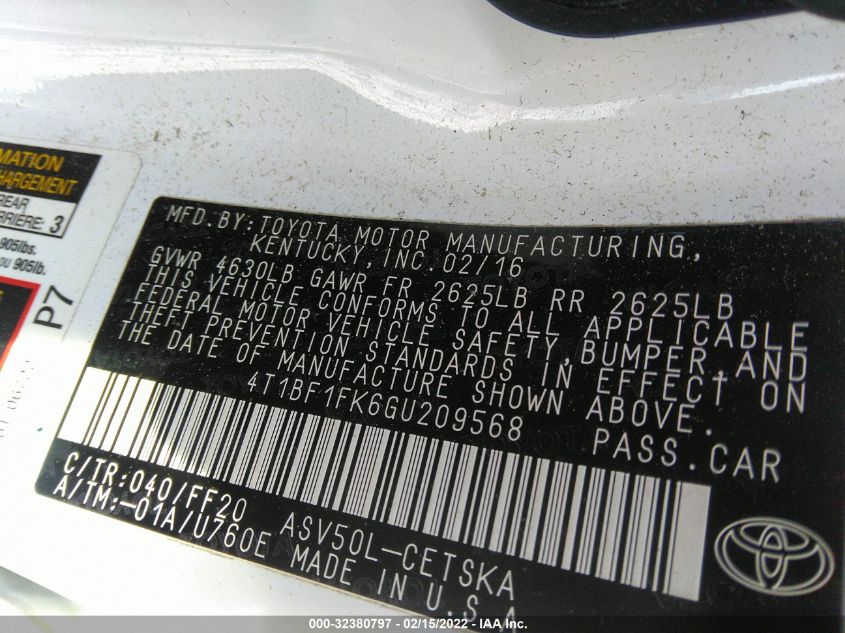 MATION
HARGEMENT
REAR
RRIÈRE: 3
905lbs.
ou 905lb.
P7
MFD.BY:TOYOTA MOTOR MANUFACTURING,
KENTUCKY,INC.02/16
GVWR 4630LB GAWR FR 2625LB RR 2625LB
THIS VEHICLE CONFORMS TO ALL APPLICABLE
FEDERAL MOTOR VEHICLE SAFETY,BUMPER,AND
THEFT PREVENTION STANDARDS IN EFFECT ON
THE DATE OF MANUFACTURE SHOWN ABOVE.
4T1BF1FK6GU209568 PASS.CAR
C/TR:040/FF20
A/TM:-01A/U760E
ASV50L-CETSKA
MADE IN U.S.A
000-32380797 - 02/15/2022 - IAA Inc.